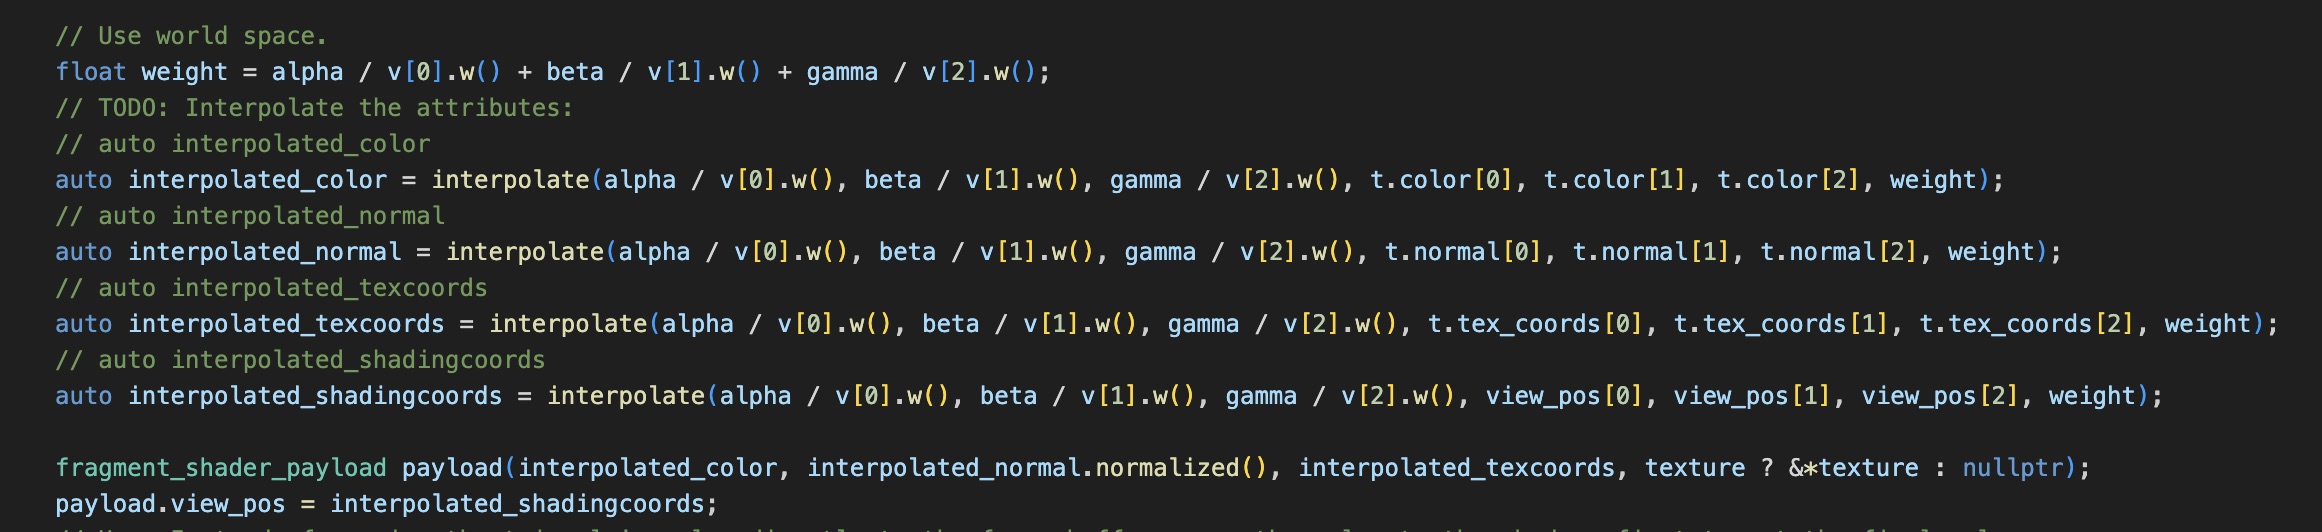 // Use world space.
float weight = alpha / v[0].w() + beta / v[1].w() + gamma / v[2].w();
// TODO: Interpolate the attributes:
// auto interpolated_color
auto interpolated_color = interpolate(alpha / v[0].w(), beta / v[1].w(), gamma / v[2].w(), t.color[0], t.color[1], t.color[2], weight);
// auto interpolated_normal
auto interpolated_normal = interpolate(alpha / v[0].w(), beta / v[1].w(), gamma / v[2].w(), t.normal[0], t.normal[1], t.normal[2], weight);
// auto interpolated_texcoords
auto interpolated_texcoords = interpolate(alpha / v[0].w(), beta / v[1].w(), gamma / v[2].w(), t.tex_coords[0], t.tex_coords[1], t.tex_coords[2], weight);
// auto interpolated_shadingcoords
auto interpolated_shadingcoords = interpolate(alpha / v[0].w(), beta / v[1].w(), gamma / v[2].w(), view_pos[0], view_pos[1], view_pos[2], weight);
fragment_shader_payload payload(interpolated_color, interpolated_normal.normalized(), interpolated_texcoords, texture ? &*texture : nullptr);
payload.view_pos = interpolated_shadingcoords;